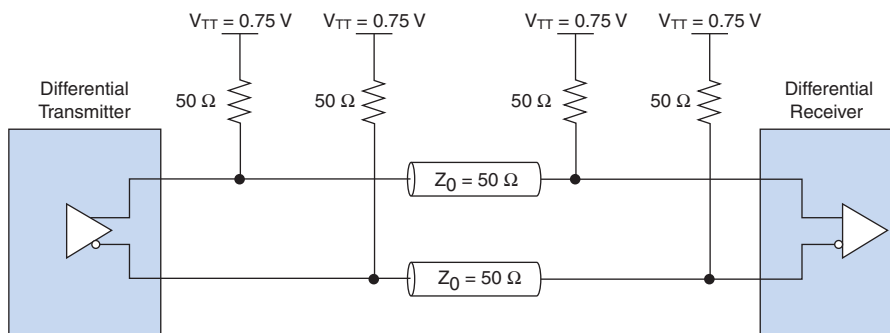 V_TT = 0.75 V V_TT = 0.75 V V_TT = 0.75 V V_TT = 0.75 V
Differential
Transmitter
50 Ω 50 Ω 50 Ω 50 Ω
Differential
Receiver
Z_0 = 50 Ω
Z_0 = 50 Ω